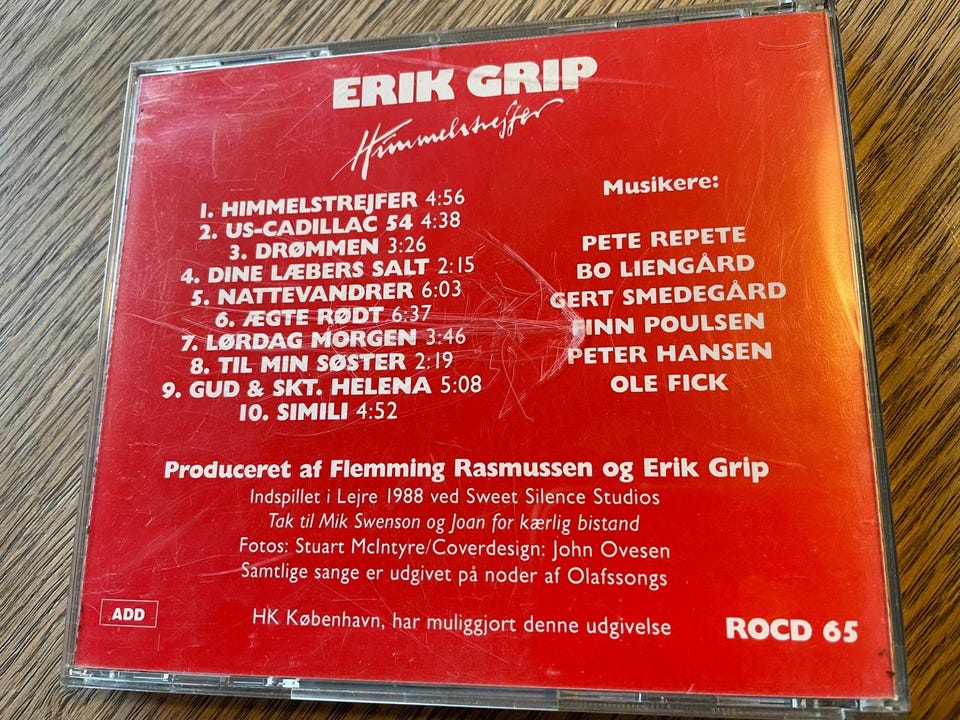 ERIK GRIP
Himmelstrejfer
1. HIMMELSTREJFER 4:56
2. US-CADILLAC 54 4:38
3. DRØMMEN 3:26
4. DINE LÆBERS SALT 2:15
5. NATTEVANDRER 6:03
6. ÆGTE RØDT 6:37
7. LØRDAG MORGEN 3:46
8. TIL MIN SØSTER 2:19
9. GUD & SKT. HELENA 5:08
10. SIMILI 4:52
Musikere:
PETE REPETE
BO LIENGÅRD
GERT SMEDEGÅRD
FINN POULSEN
PETER HANSEN
OLE FICK
Produceret af Flemming Rasmussen og Erik Grip
Indspillet i Lejre 1988 ved Sweet Silence Studios
Tak til Mik Swenson og Joan for kærlig bistand
Fotos: Stuart McIntyre/Coverdesign: John Ovesen
Samtlige sange er udgivet på noder af Olafssongs
ADD
HK København, har muliggjort denne udgivelse
ROCD 65